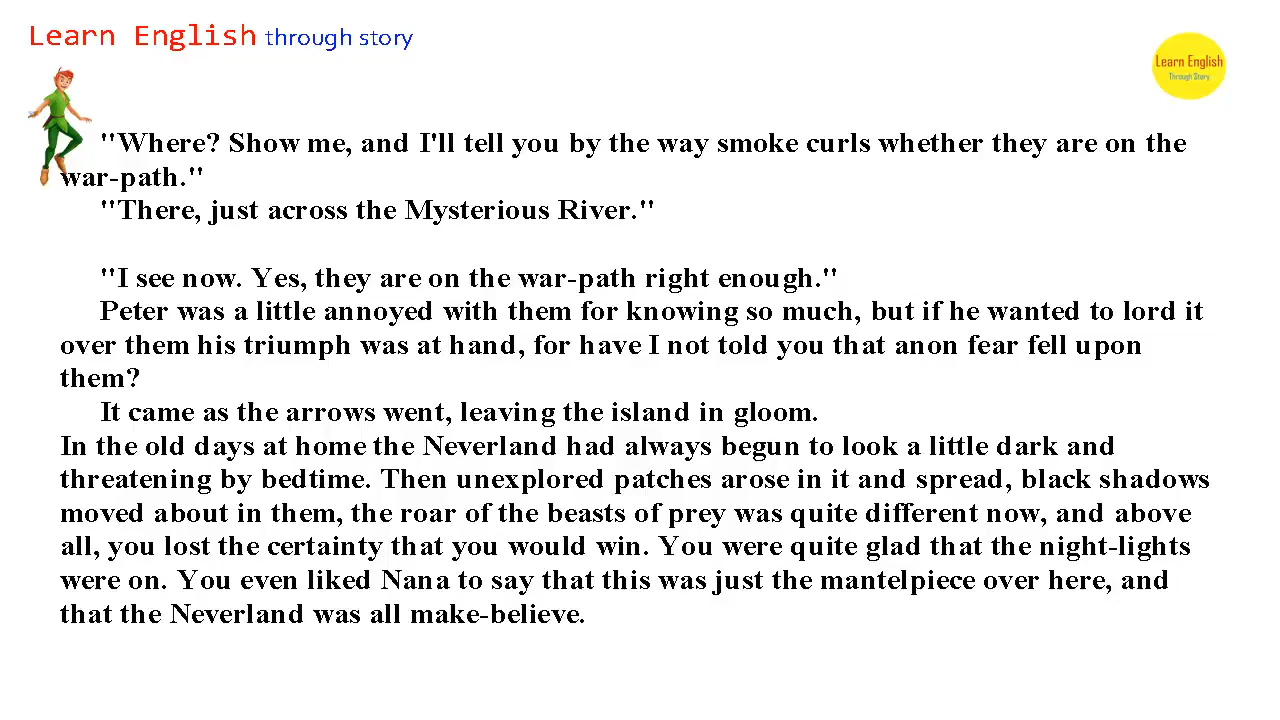 Learn English through story
Learn English
Through Story
"Where? Show me, and I'll tell you by the way smoke curls whether they are on the
war-path."
"There, just across the Mysterious River."
"I see now. Yes, they are on the war-path right enough."
Peter was a little annoyed with them for knowing so much, but if he wanted to lord it
over them his triumph was at hand, for have I not told you that anon fear fell upon
them?
It came as the arrows went, leaving the island in gloom.
In the old days at home the Neverland had always begun to look a little dark and
threatening by bedtime. Then unexplored patches arose in it and spread, black shadows
moved about in them, the roar of the beasts of prey was quite different now, and above
all, you lost the certainty that you would win. You were quite glad that the night-lights
were on. You even liked Nana to say that this was just the mantelpiece over here, and
that the Neverland was all make-believe.